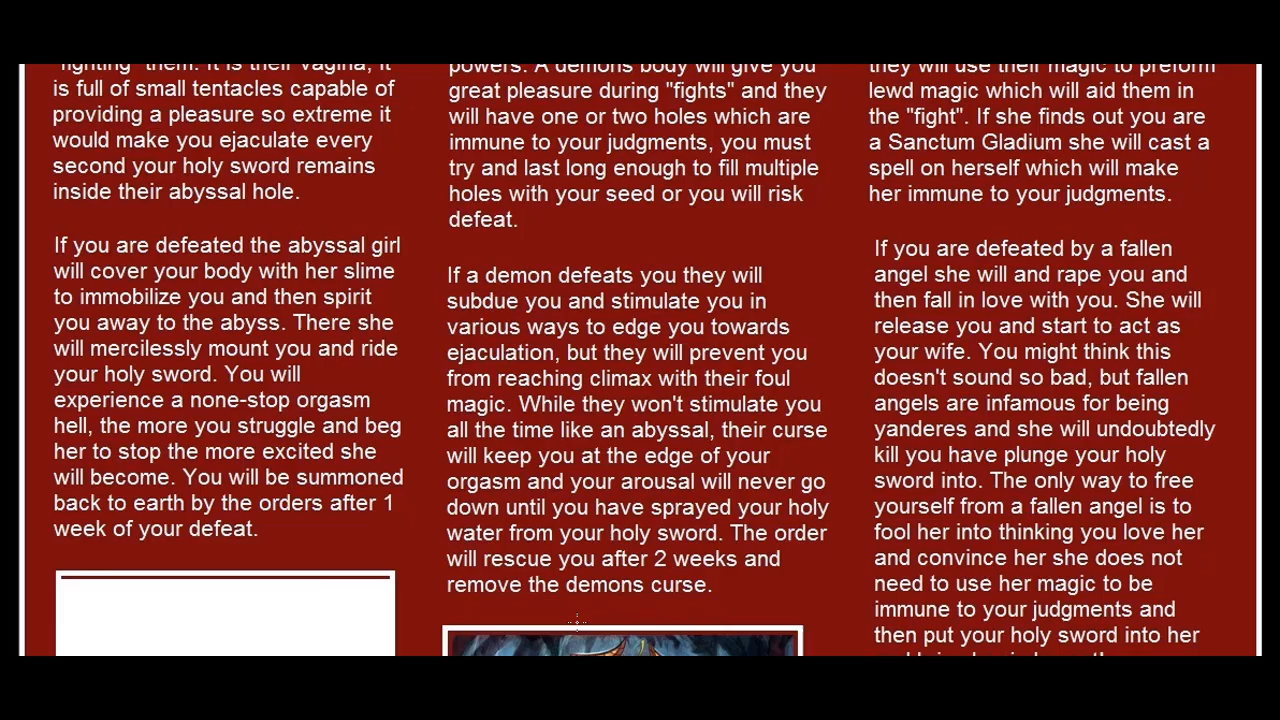 "fighting" them. It is their vagina, it
is full of small tentacles capable of
providing a pleasure so extreme it
would make you ejaculate every
second your holy sword remains
inside their abyssal hole.
If you are defeated the abyssal girl
will cover your body with her slime
to immobilize you and then spirit
you away to the abyss. There she
will mercilessly mount you and ride
your holy sword. You will
experience a none-stop orgasm
hell, the more you struggle and beg
her to stop the more excited she
will become. You will be summoned
back to earth by the orders after 1
week of your defeat.
powers. A demons body will give you
great pleasure during "fights" and they
will have one or two holes which are
immune to your judgments, you must
try and last long enough to fill multiple
holes with your seed or you will risk
defeat.
If a demon defeats you they will
subdue you and stimulate you in
various ways to edge you towards
ejaculation, but they will prevent you
from reaching climax with their foul
magic. While they won't stimulate you
all the time like an abyssal, their curse
will keep you at the edge of your
orgasm and your arousal will never go
down until you have sprayed your holy
water from your holy sword. The order
will rescue you after 2 weeks and
remove the demons curse.
they will use their magic to preform
lewd magic which will aid them in
the "fight". If she finds out you are
a Sanctum Gladium she will cast a
spell on herself which will make
her immune to your judgments.
If you are defeated by a fallen
angel she will and rape you and
then fall in love with you. She will
release you and start to act as
your wife. You might think this
doesn't sound so bad, but fallen
angels are infamous for being
yanderes and she will undoubtedly
kill you have plunge your holy
sword into. The only way to free
yourself from a fallen angel is to
fool her into thinking you love her
and convince her she does not
need to use her magic to be
immune to your judgments and
then put your holy sword into her